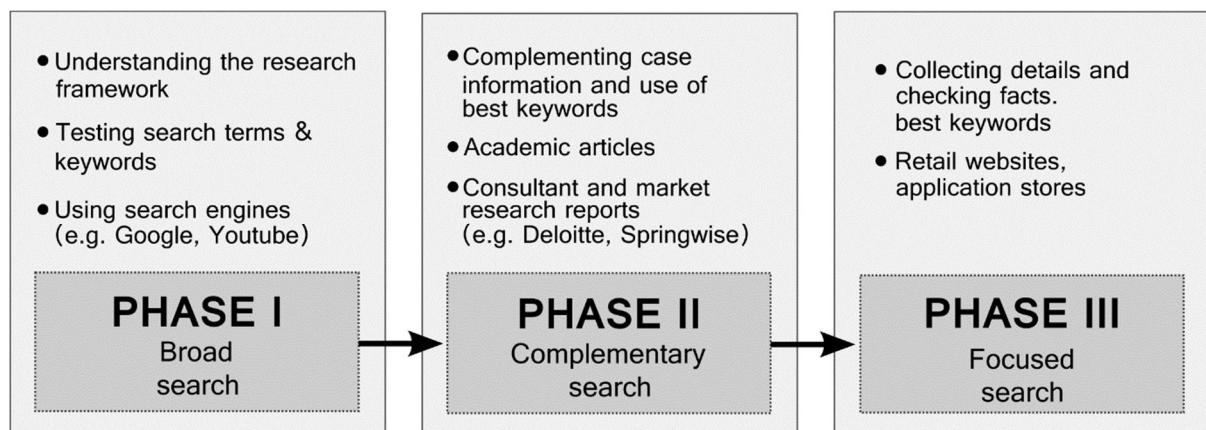 • Understanding the research
framework
• Testing search terms &
keywords
• Using search engines
(e.g. Google, Youtube)
PHASE I
Broad
search
• Complementing case
information and use of
best keywords
• Academic articles
• Consultant and market
research reports
(e.g. Deloitte, Springwise)
PHASE II
Complementary
search
• Collecting details and
checking facts.
best keywords
• Retail websites,
application stores
PHASE III
Focused
search